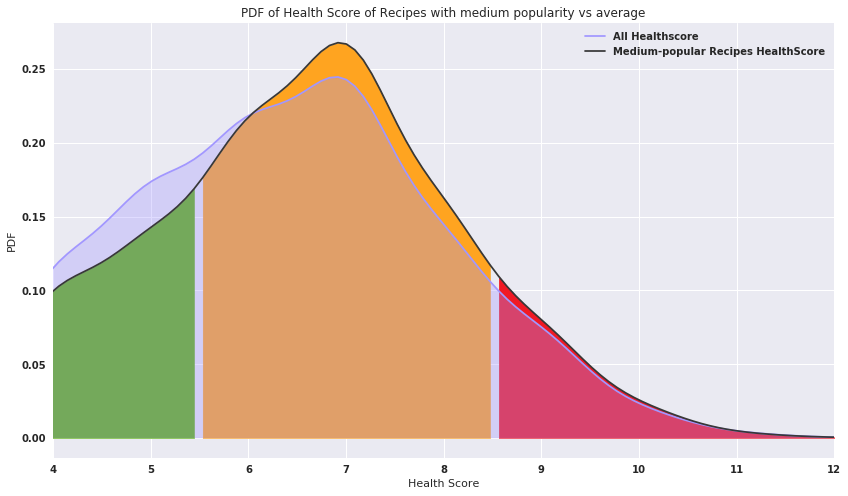 PDF of Health Score of Recipes with medium popularity vs average
All Healthscore
Medium-popular Recipes HealthScore
PDF
0.25
0.20
0.15
0.10
0.05
0.00
4 5 6 7 8 9 10 11 12
Health Score